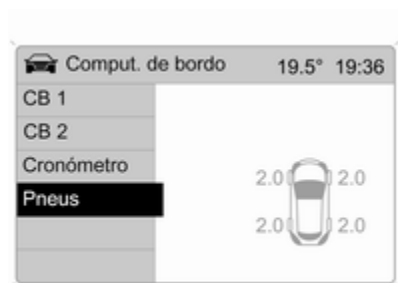 Comput. de bordo 19.5° 19:36
CB 1
CB 2
Cronómetro
Pneus
2.0 2.0
2.0 2.0